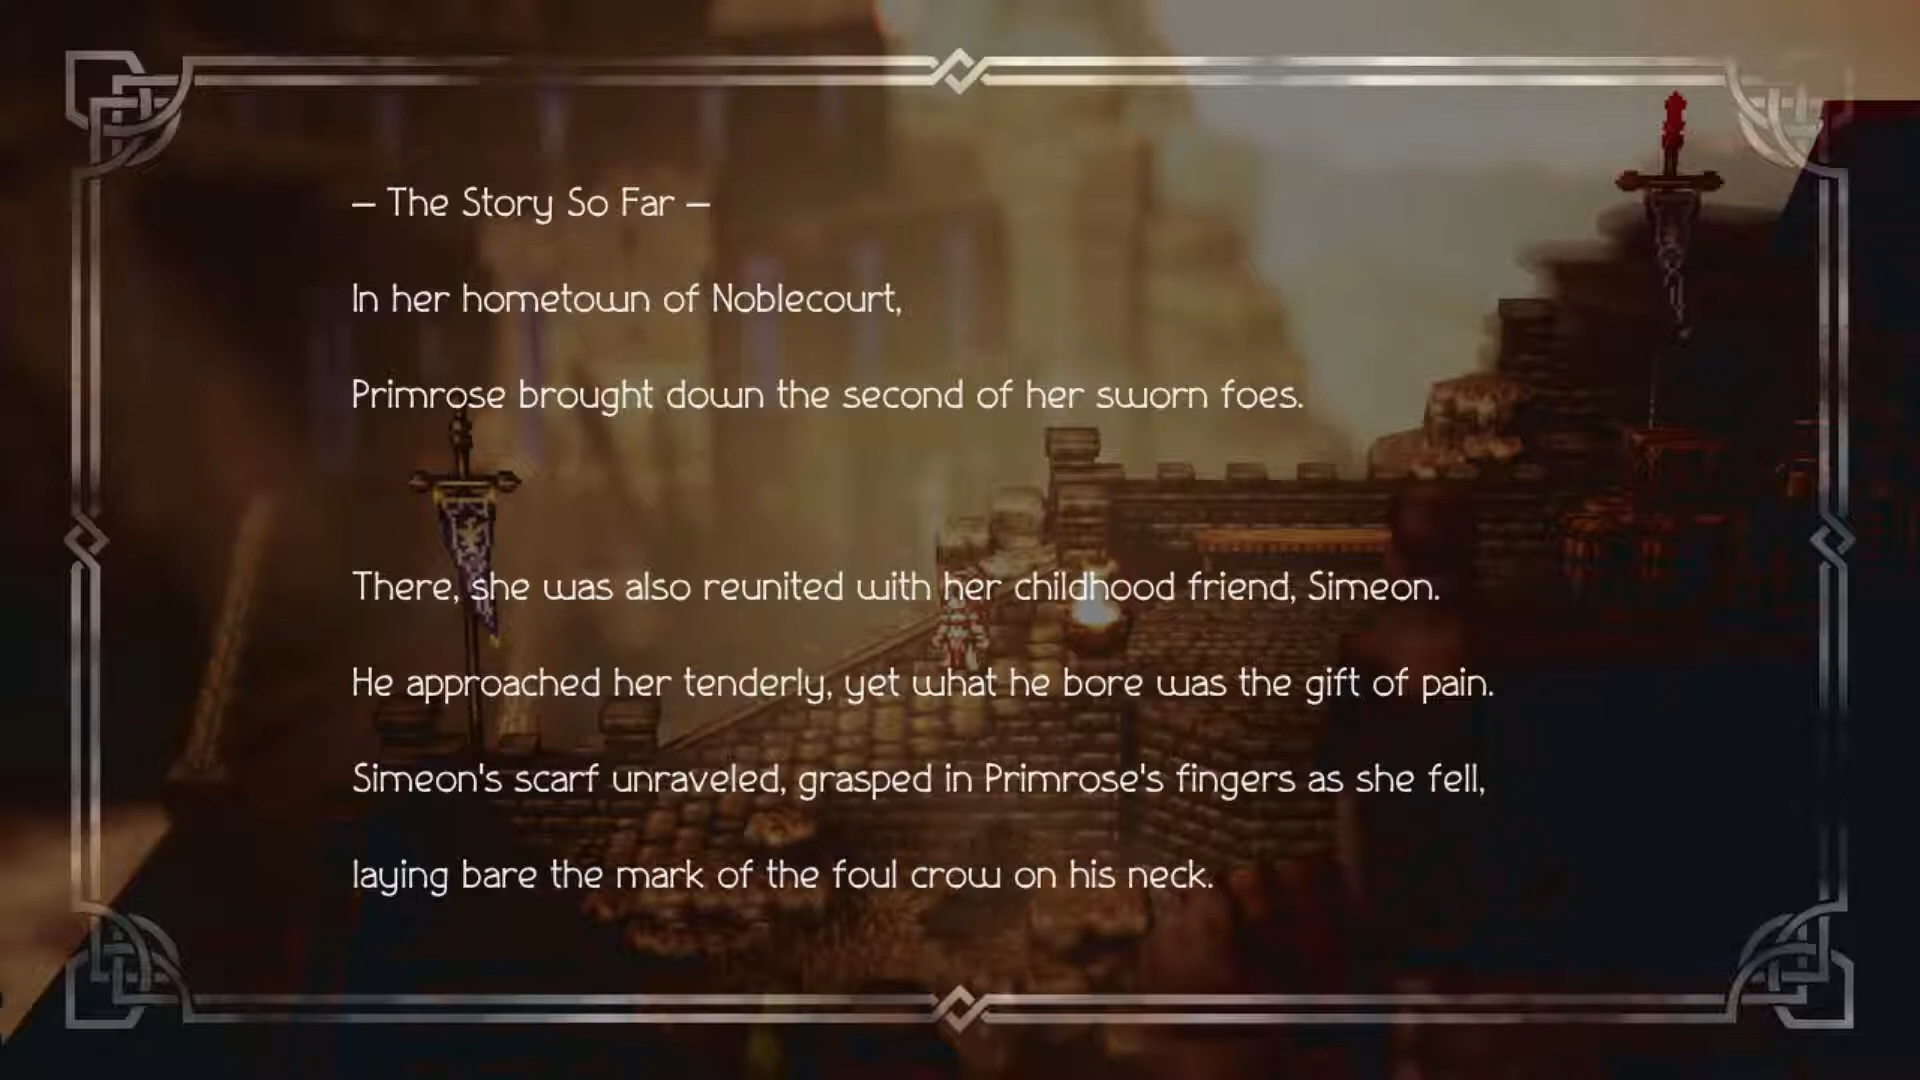 — The Story So Far —
In her hometown of Noblecourt,
Primrose brought down the second of her sworn foes.
There, she was also reunited with her childhood friend, Simeon.
He approached her tenderly, yet what he bore was the gift of pain.
Simeon's scarf unraveled, grasped in Primrose's fingers as she fell,
laying bare the mark of the foul crow on his neck.